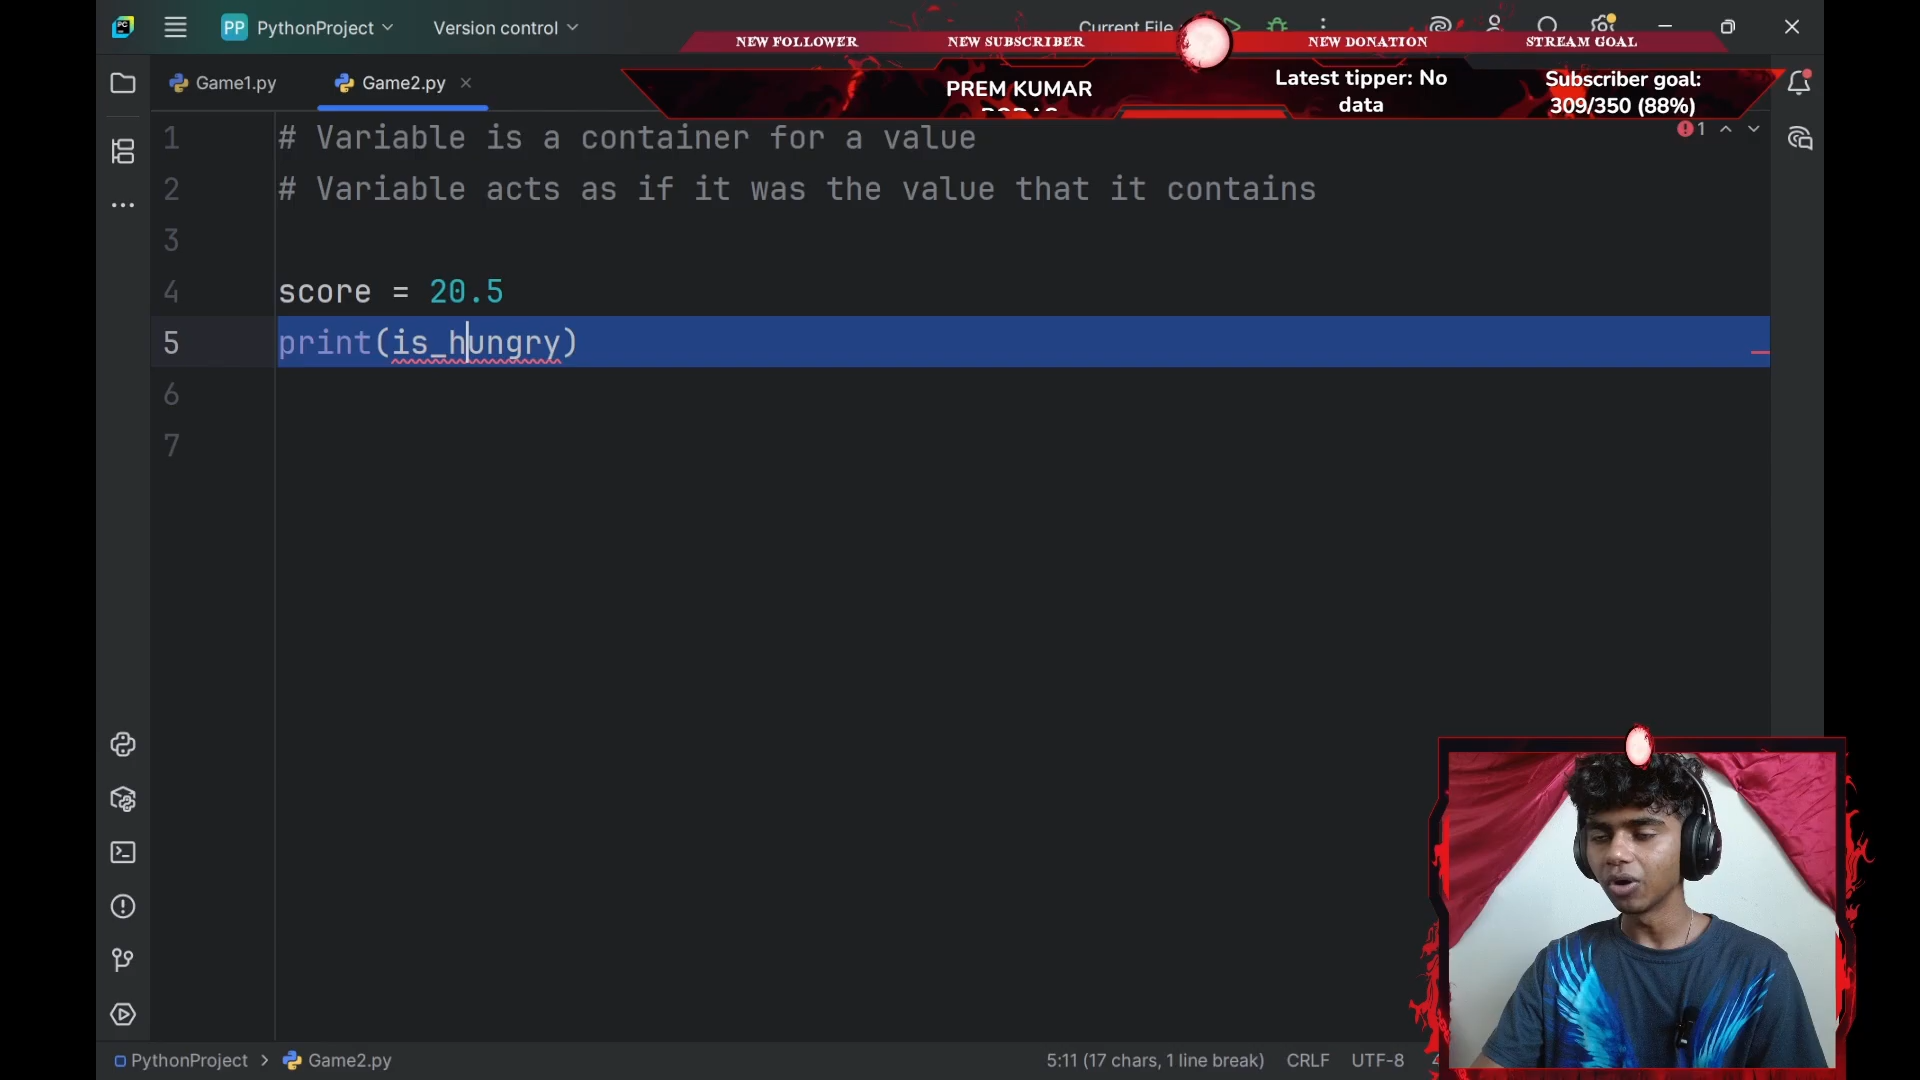 PP PythonProject Version control Current File
NEW FOLLOWER NEW SUBSCRIBER NEW DONATION STREAM GOAL
Game1.py Game2.py
PREM KUMAR
Latest tipper: No
data
Subscriber goal:
309/350 (88%)
1 # Variable is a container for a value
1
2 # Variable acts as if it was the value that it contains
3
4 score = 20.5
5 print(is_hungry)
6
7
PythonProject > Game2.py 5:11 (17 chars, 1 line break) CRLF UTF-8